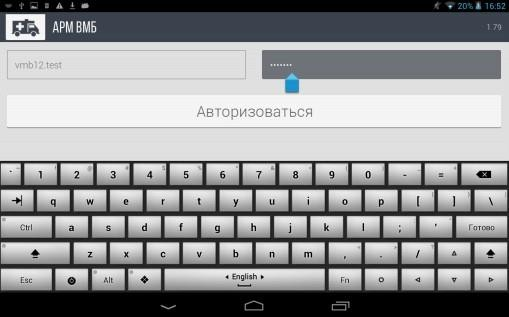 20% 16:52
АРМ ВМБ 1.79
vmb12.test •••••••
Авторизоваться
` ~ 1 ! 2 @ 3 # 4 $ 5 % 6 ^ 7 & 8 * 9 ( 0 ) - _ = +
q w e r t y u i o p [ ] \
Ctrl a s d f g h j k l ; ' Готово
z x c v b n m , . /
Esc Alt English Fn